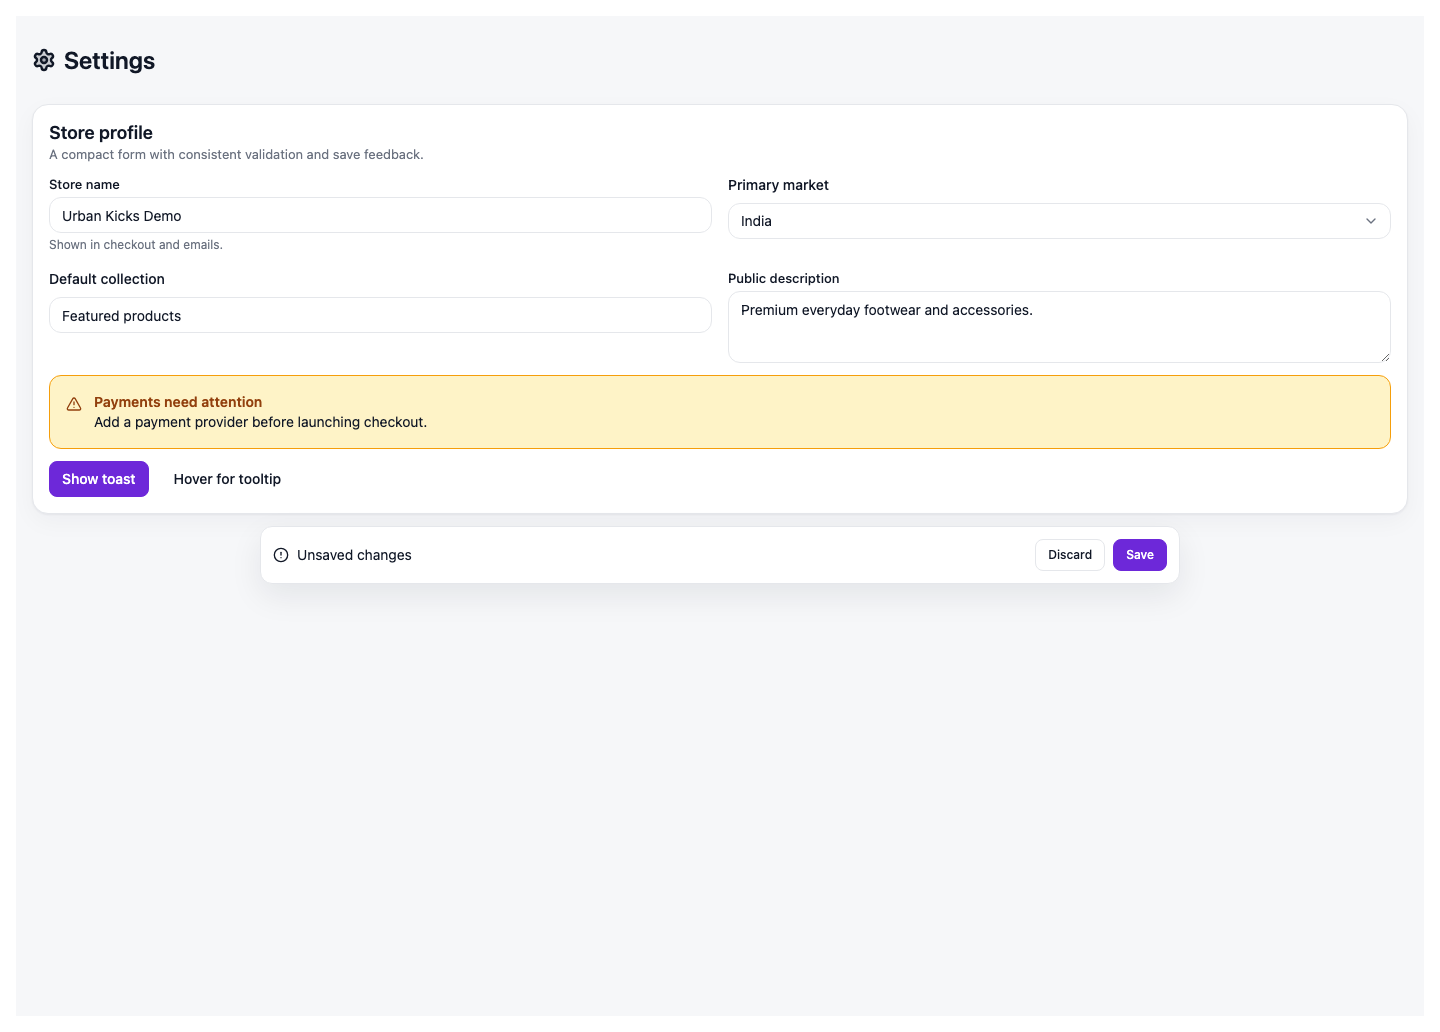 Settings
Store profile
A compact form with consistent validation and save feedback.
Store name
Urban Kicks Demo
Shown in checkout and emails.
Primary market
India
Default collection
Featured products
Public description
Premium everyday footwear and accessories.
Payments need attention
Add a payment provider before launching checkout.
Show toast
Hover for tooltip
Unsaved changes
Discard
Save